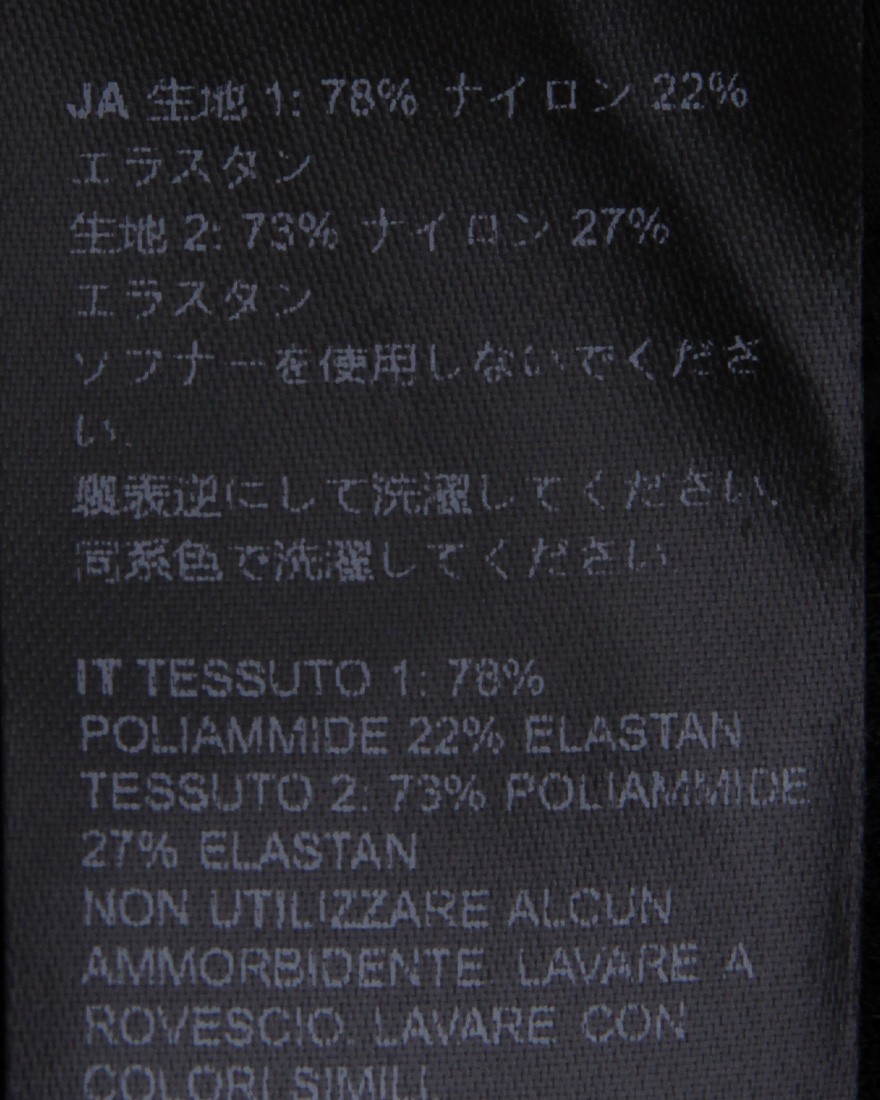 JA 生地 1: 78% ナイロン 22%
エラスタン
生地 2: 73% ナイロン 27%
エラスタン
ソフナーを使用しないでくださ
い。
裏表逆にして洗濯してください。
同系色で洗濯してください
IT TESSUTO 1: 78%
POLIAMMIDE 22% ELASTAN
TESSUTO 2: 73% POLIAMMIDE
27% ELASTAN
NON UTILIZZARE ALCUN
AMMORBIDENTE. LAVARE A
ROVESCIO. LAVARE CON
COLORI SIMILI.